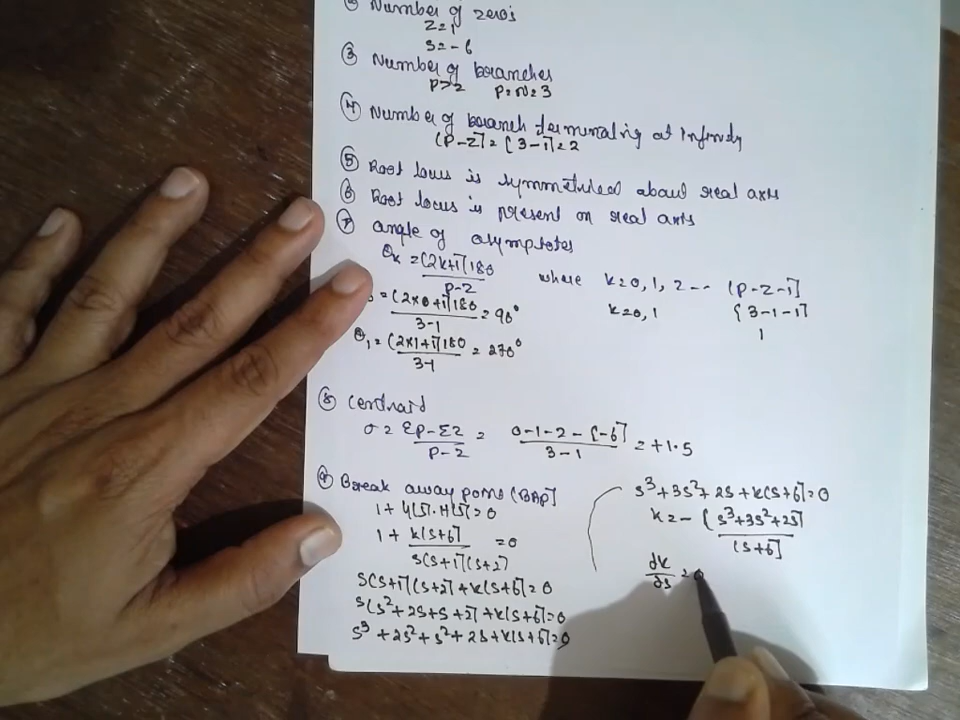 ② Number of zero's
Z=1
S=-6
③ Number of branches
P>Z P=N=3
④ Number of branch terminating at infinity
(P-Z) = (3-1)=2
⑤ Root locus is symmetrical about real axis
⑥ Root locus is present on real axis
⑦ angle of asymptotes
θk = (2k+1)180 / P-Z where k=0, 1, 2 -- (P-Z-1)
k=0,1 (3-1-1)
1
= (2x0+1)180 / 3-1 = 90°
θ1 = (2x1+1)180 / 3-1 = 270°
⑧ Centroid
σ = ΣP-ΣZ / P-Z = 0-1-2-(-6) / 3-1 = +1.5
⑨ Break away point (BAP)
1+G(S).H(S)=0
1 + K(S+6) / S(S+1)(S+2) =0
S(S+1)(S+2)+K(S+6)=0
S(S²+2S+S+2)+K(S+6)=0
S³+2S²+S²+2S+K(S+6)=0
S³+3S²+2S+K(S+6)=0
K=-(S³+3S²+2S) / (S+6)
dk/ds =0